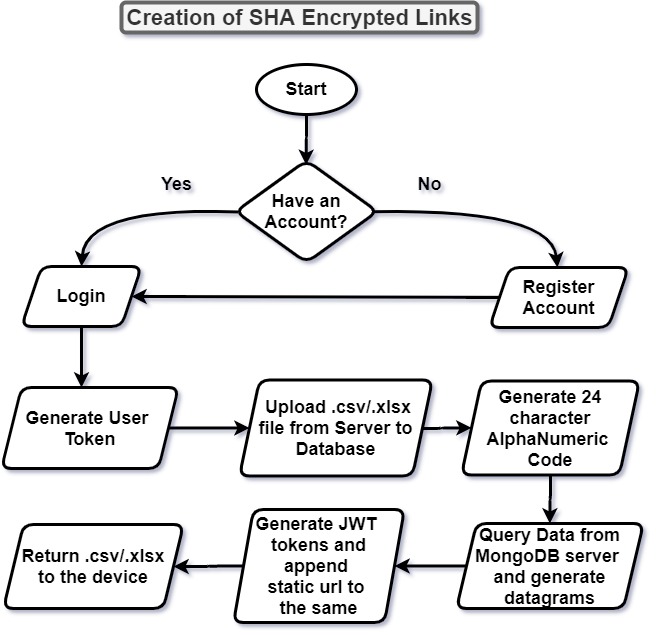 Creation of SHA Encrypted Links
Start
Yes
No
Have an
Account?
Login
Register
Account
Generate User
Token
Upload .csv/.xlsx
file from Server to
Database
Generate 24
character
AlphaNumeric
Code
Query Data from
MongoDB server
and generate
datagrams
Generate JWT
tokens and
append
static url to
the same
Return .csv/.xlsx
to the device